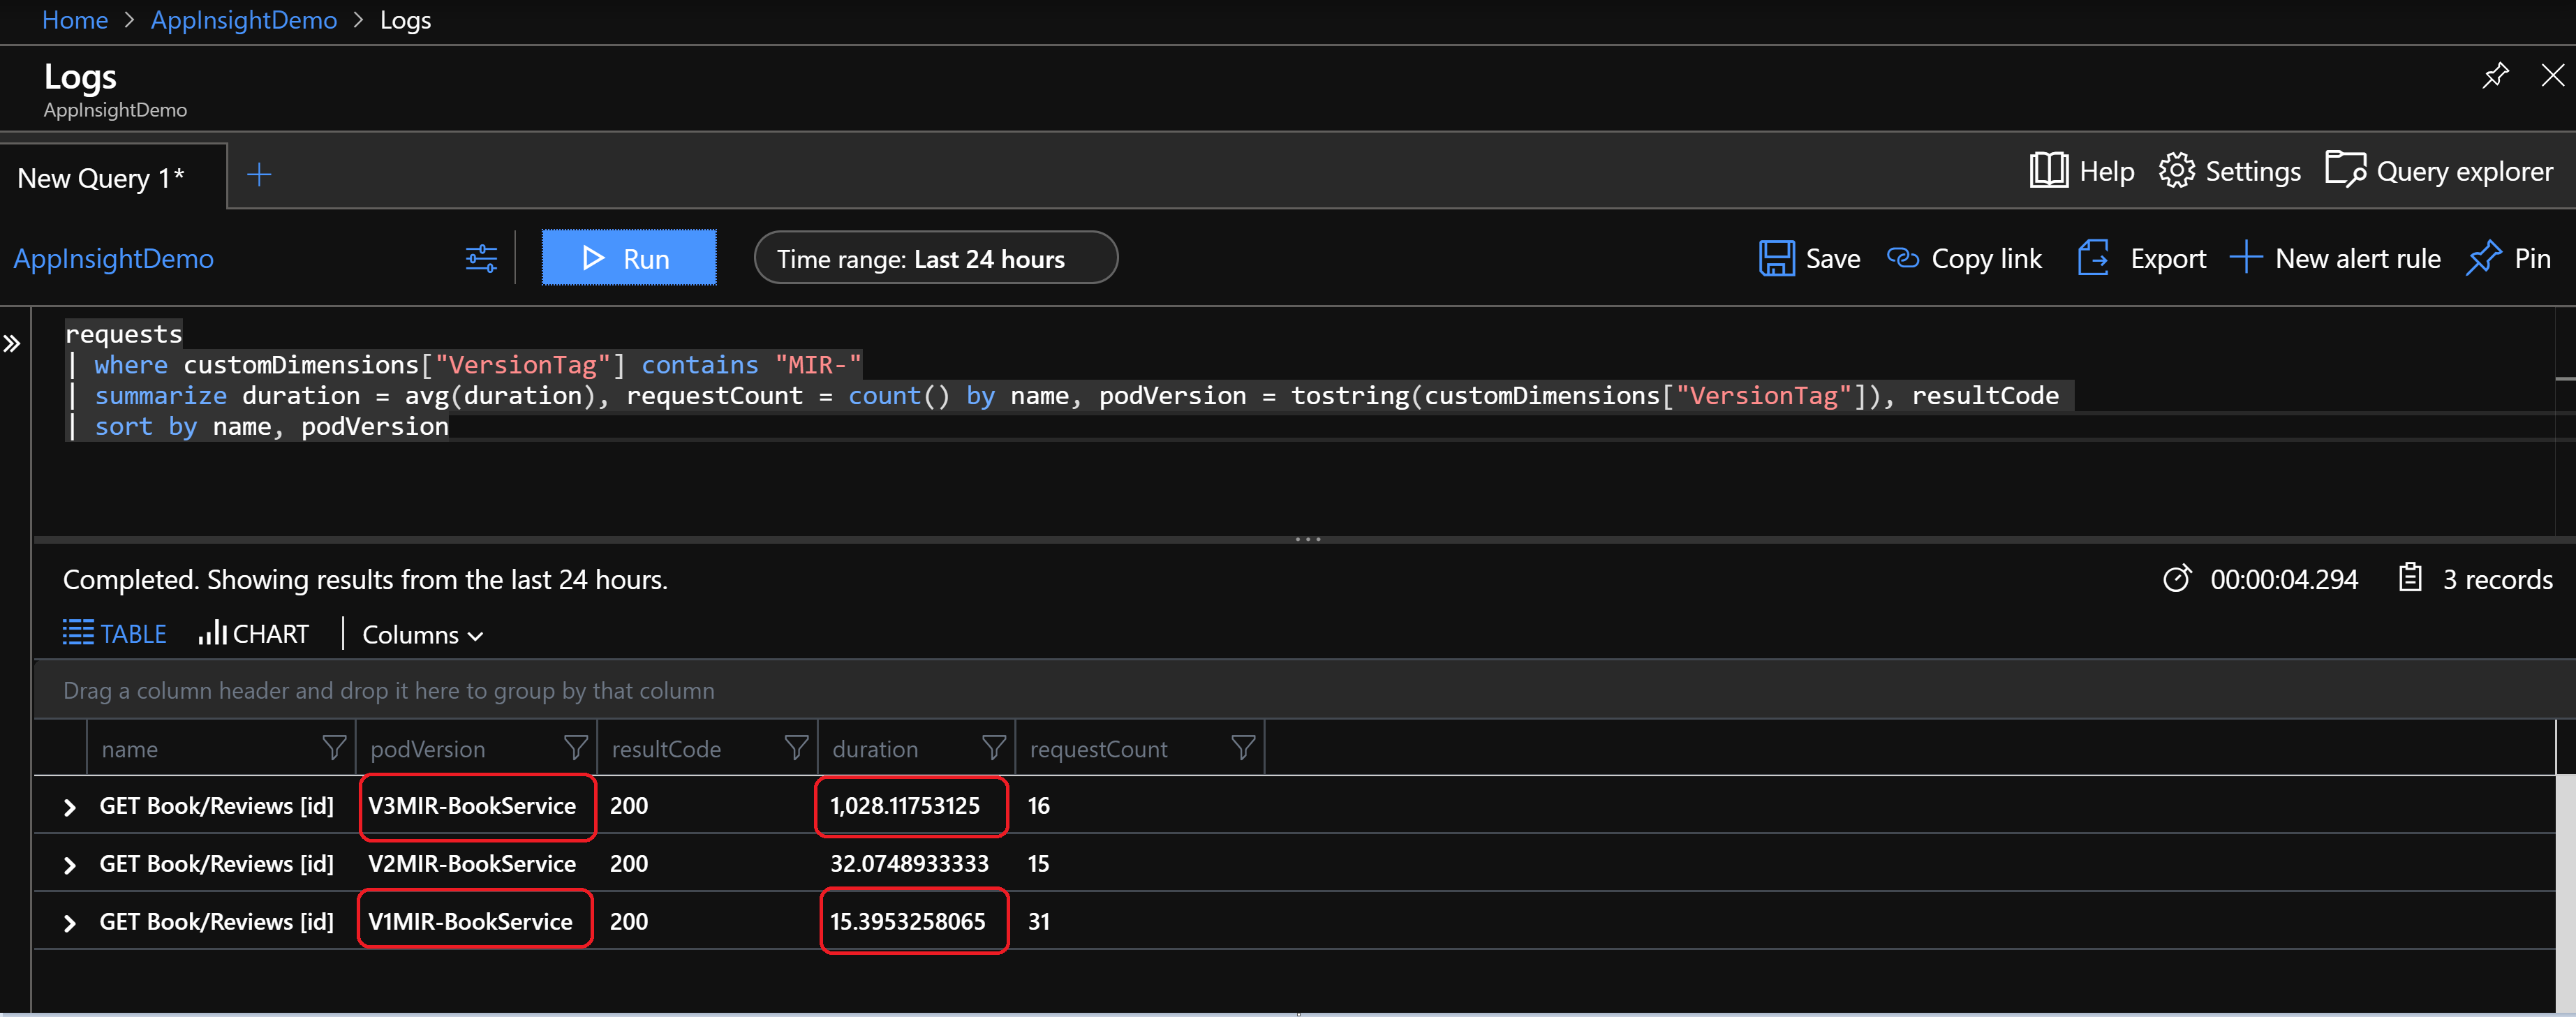 Home > AppInsightDemo > Logs
Logs
AppInsightDemo
New Query 1* + Help Settings Query explorer
AppInsightDemo Run Time range: Last 24 hours Save Copy link Export New alert rule Pin
requests
| where customDimensions["VersionTag"] contains "MIR-"
| summarize duration = avg(duration), requestCount = count() by name, podVersion = tostring(customDimensions["VersionTag"]), resultCode
| sort by name, podVersion
Completed. Showing results from the last 24 hours. 00:00:04.294 3 records
TABLE CHART Columns
Drag a column header and drop it here to group by that column
name podVersion resultCode duration requestCount
GET Book/Reviews [id] V3MIR-BookService 200 1,028.11753125 16
GET Book/Reviews [id] V2MIR-BookService 200 32.0748933333 15
GET Book/Reviews [id] V1MIR-BookService 200 15.3953258065 31